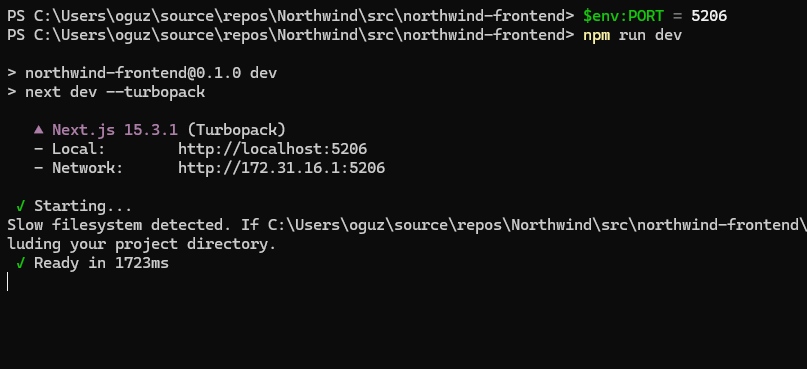 PS C:\Users\oguz\source\repos\Northwind\src\northwind-frontend> $env:PORT = 5206
PS C:\Users\oguz\source\repos\Northwind\src\northwind-frontend> npm run dev
> northwind-frontend@0.1.0 dev
> next dev --turbopack
▲ Next.js 15.3.1 (Turbopack)
- Local: http://localhost:5206
- Network: http://172.31.16.1:5206
✓ Starting...
Slow filesystem detected. If C:\Users\oguz\source\repos\Northwind\src\northwind-frontend\
luding your project directory.
✓ Ready in 1723ms